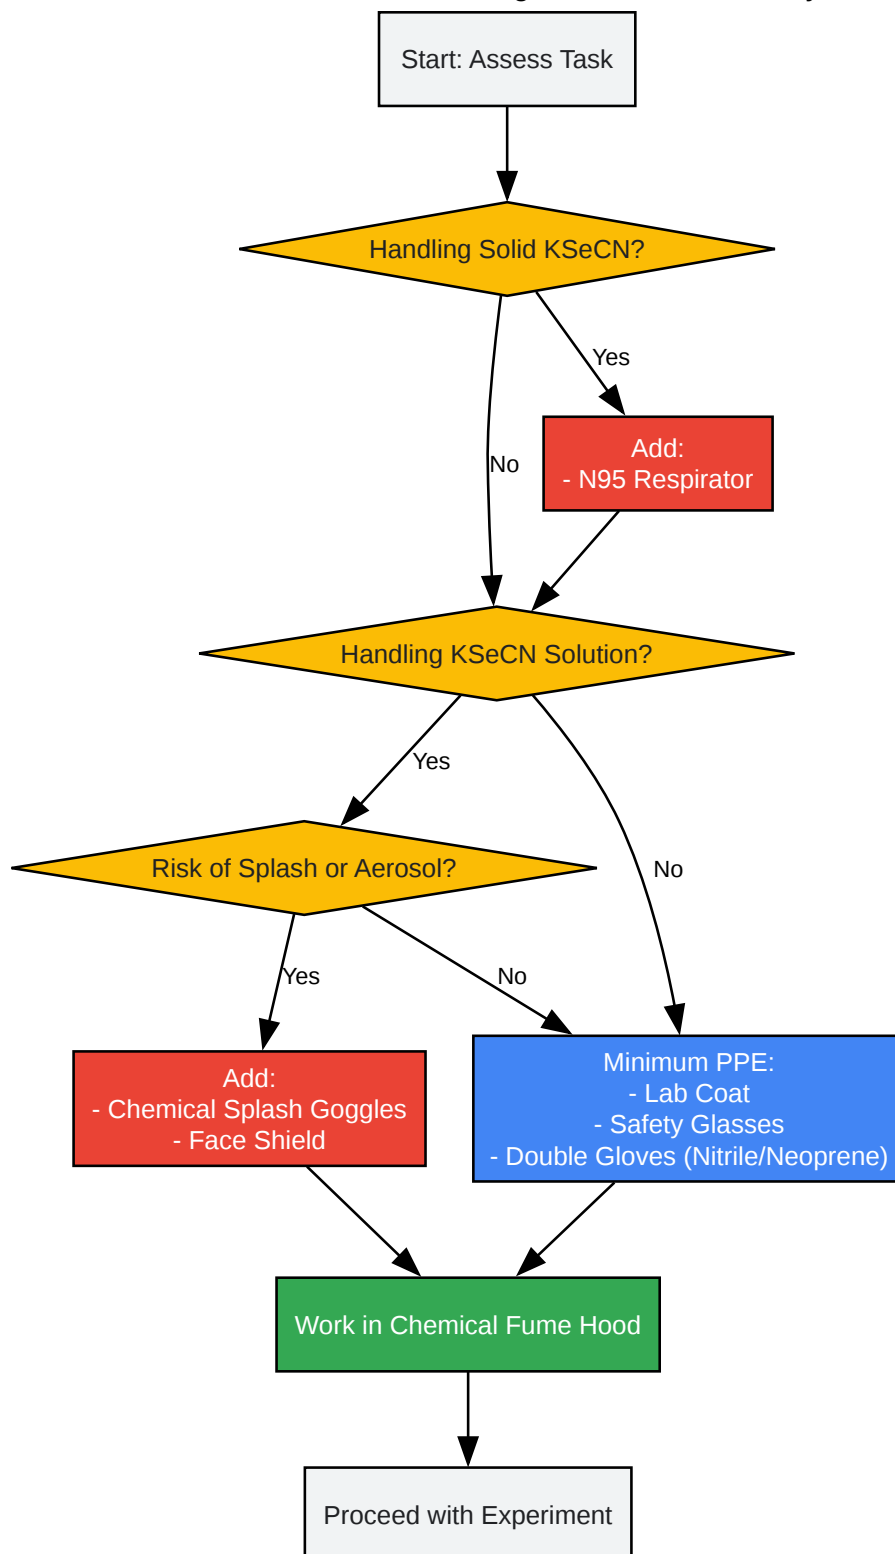 Start: Assess Task
Handling Solid KSeCN?
Yes
Add:
- N95 Respirator
No
Handling KSeCN Solution?
Yes
Risk of Splash or Aerosol?
No
Yes
No
Add:
- Chemical Splash Goggles
- Face Shield
Minimum PPE:
- Lab Coat
- Safety Glasses
- Double Gloves (Nitrile/Neoprene)
Work in Chemical Fume Hood
Proceed with Experiment